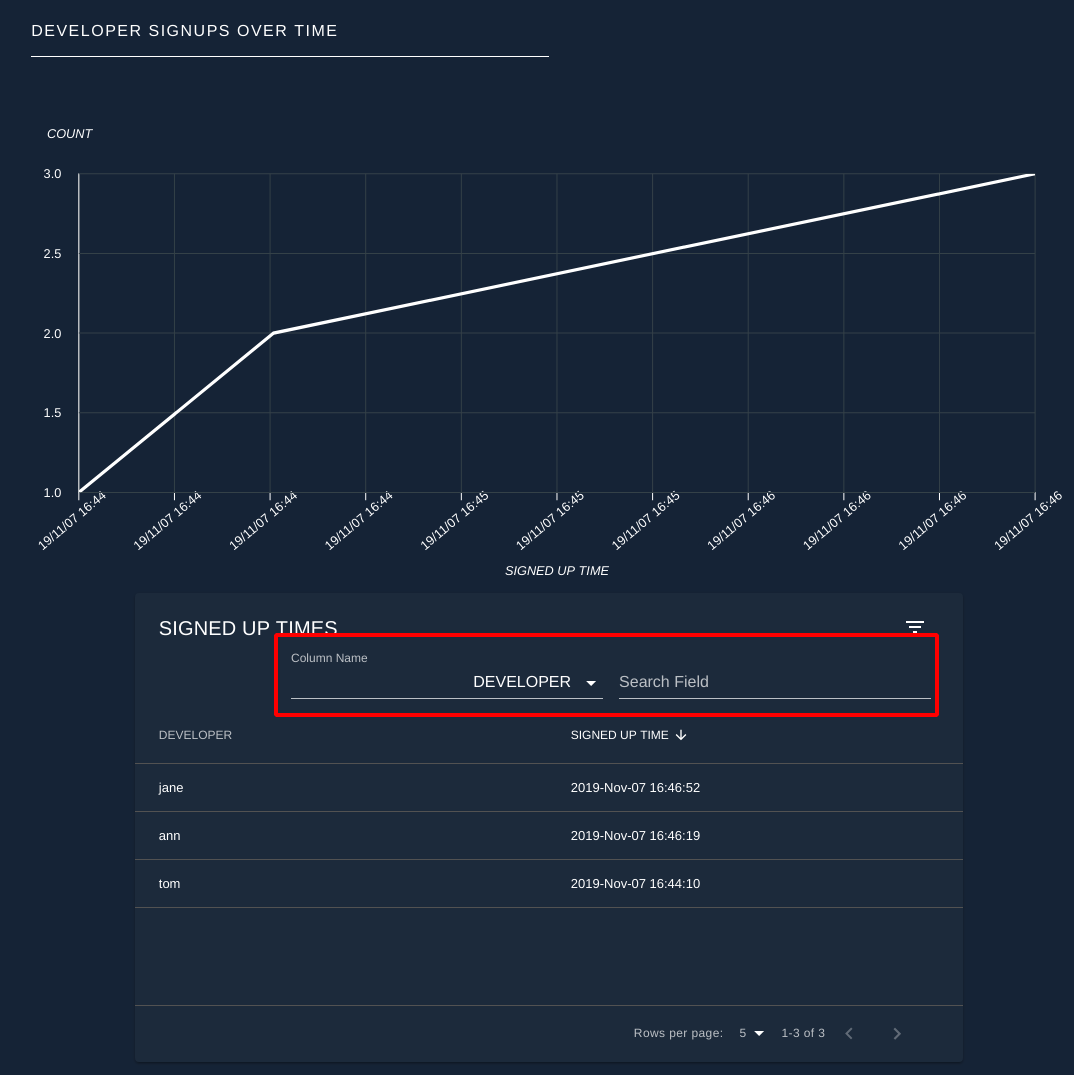 DEVELOPER SIGNUPS OVER TIME
COUNT
3.0
2.5
2.0
1.5
1.0
19/11/07 16:44 19/11/07 16:44 19/11/07 16:44 19/11/07 16:44 19/11/07 16:45 19/11/07 16:45 19/11/07 16:45 19/11/07 16:46 19/11/07 16:46 19/11/07 16:46 19/11/07 16:46
SIGNED UP TIME
SIGNED UP TIMES
Column Name
DEVELOPER Search Field
DEVELOPER SIGNED UP TIME
jane 2019-Nov-07 16:46:52
ann 2019-Nov-07 16:46:19
tom 2019-Nov-07 16:44:10
Rows per page: 5 1-3 of 3